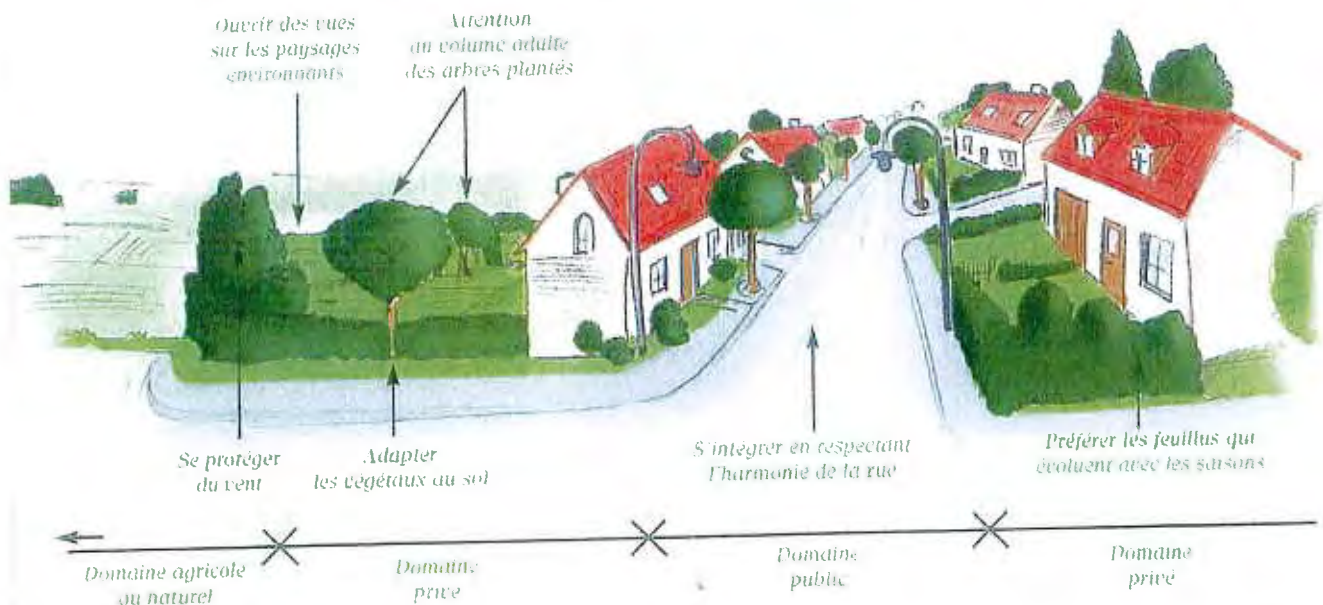 Ouvrir des vues
sur les paysages
environnants
Attention
au volume adulte
des arbres plantés
Se protéger
du vent
Adapter
les végétaux au sol
S'intégrer en respectant
l'harmonie de la rue
Préférer les feuillus qui
évoluent avec les saisons
Domaine agricole
ou naturel
Domaine
privé
Domaine
public
Domaine
privé